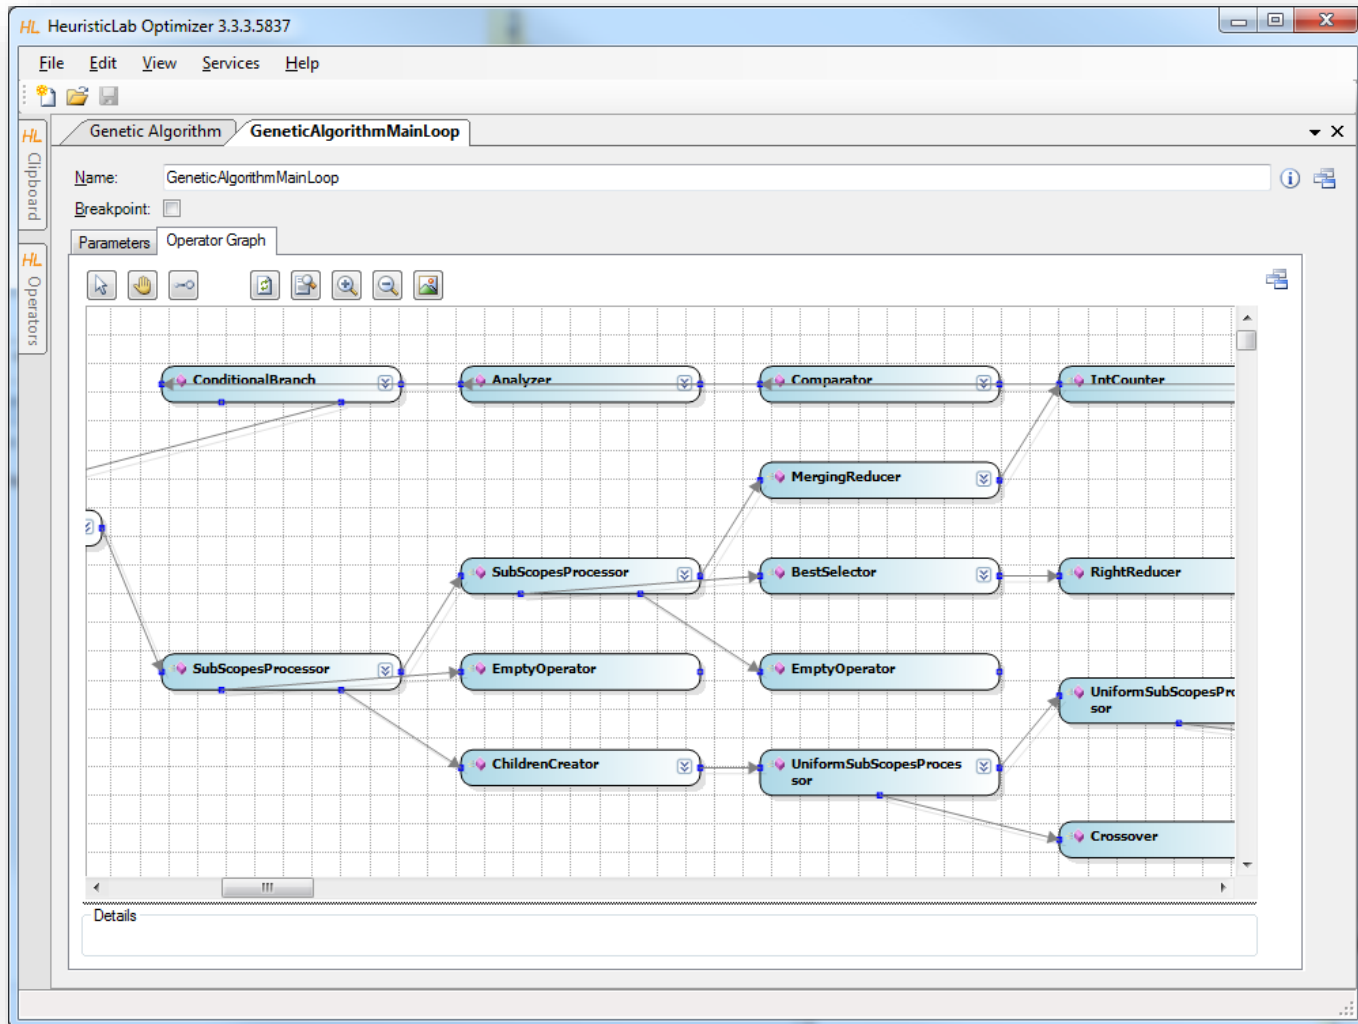 HL HeuristicLab Optimizer 3.3.3.5837
File Edit View Services Help
HL Clipboard
HL Operators
Genetic Algorithm GeneticAlgorithmMainLoop
Name: GeneticAlgorithmMainLoop
Breakpoint:
Parameters Operator Graph
ConditionalBranch Analyzer Comparator IntCounter
MergingReducer
SubScopesProcessor BestSelector RightReducer
SubScopesProcessor EmptyOperator EmptyOperator
UniformSubScopesPro
sor
ChildrenCreator UniformSubScopesProces
sor
Crossover
Details